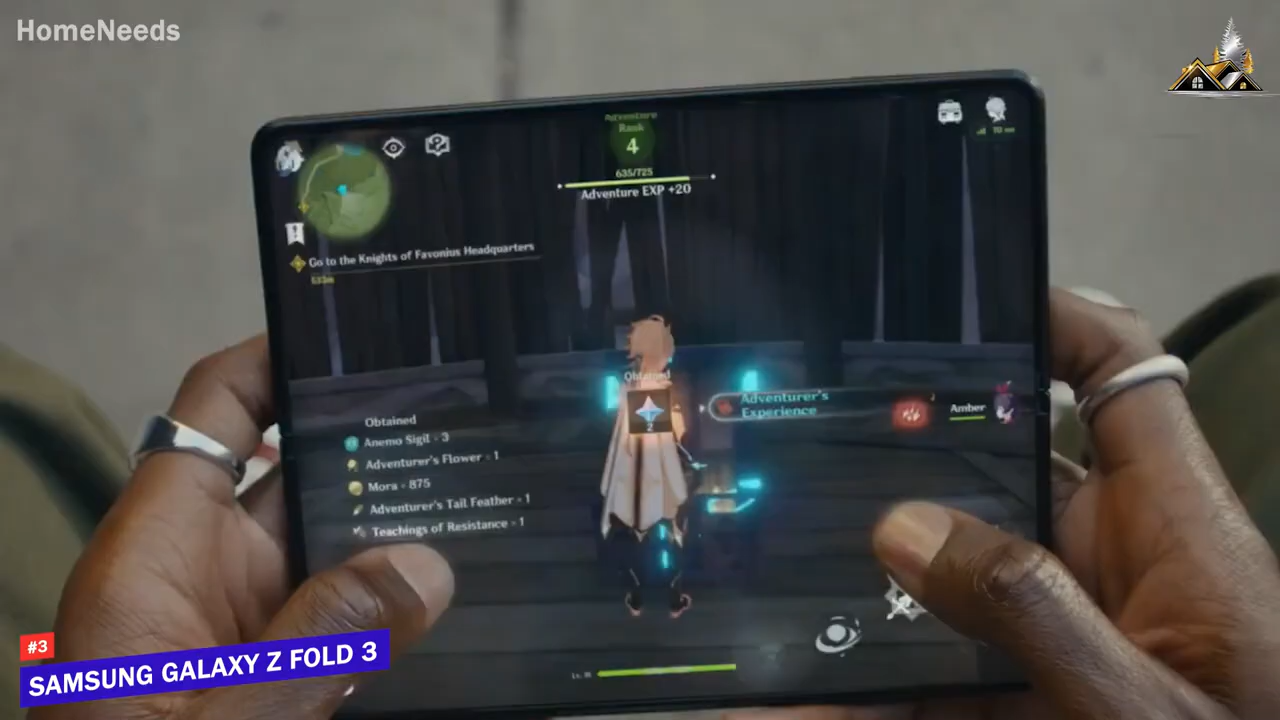 HomeNeeds
Adventure
Rank
4
635/725
Adventure EXP +20
Go to the Knights of Favonius Headquarters
533m
Obtained
2
Adventurer's
Experience
Amber
Obtained
Anemo Sigil × 3
Adventurer's Flower × 1
Mora × 875
Adventurer's Tail Feather × 1
Teachings of Resistance × 1
#3
SAMSUNG GALAXY Z FOLD 3